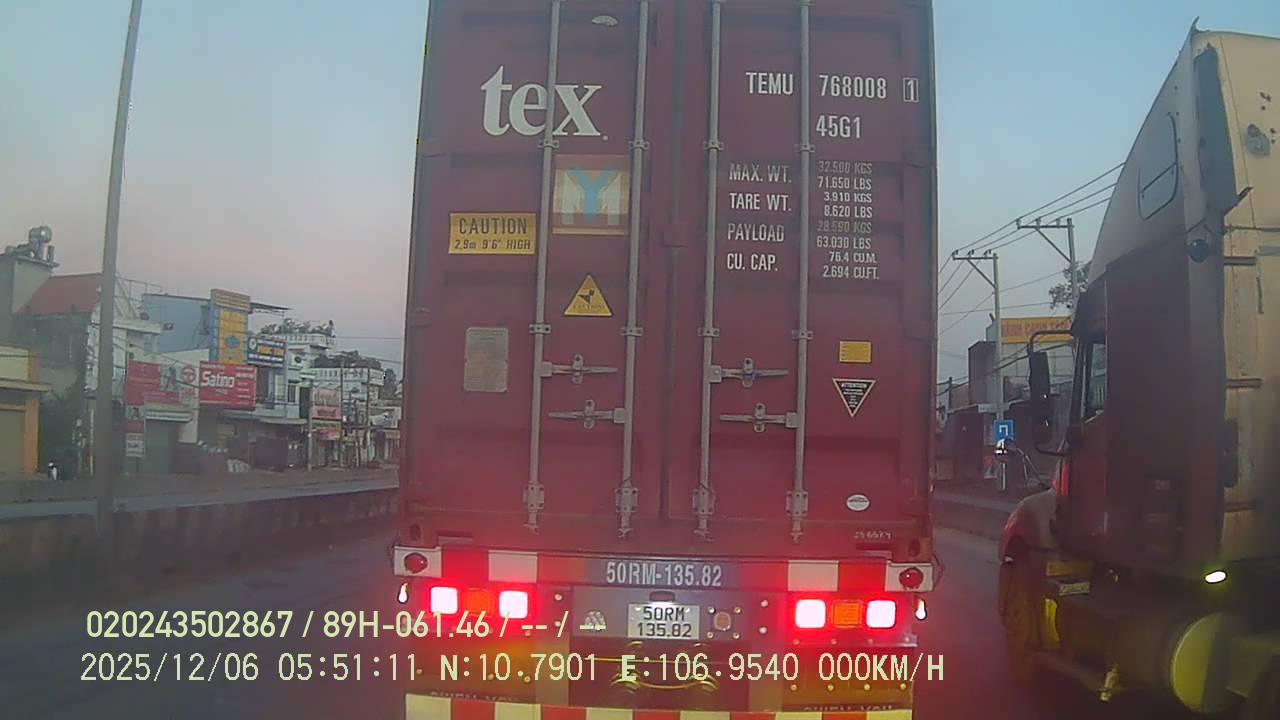 tex.
TEMU 768008 1
45G1
MAX. WT. 32.500 KGS
71.650 LBS
TARE WT. 3.910 KGS
8.620 LBS
PAYLOAD 28.590 KGS
63.030 LBS
CU. CAP. 76.4 CU.M.
2.694 CU.FT.
CAUTION
2,9m 9'6" HIGH
ATTENTION
Satino
50RM-135.82
50RM
135.82
020243502867 / 89H-061.46 / -- / --
2025/12/06 05:51:11 N:10.7901 E:106.9540 000KM/H